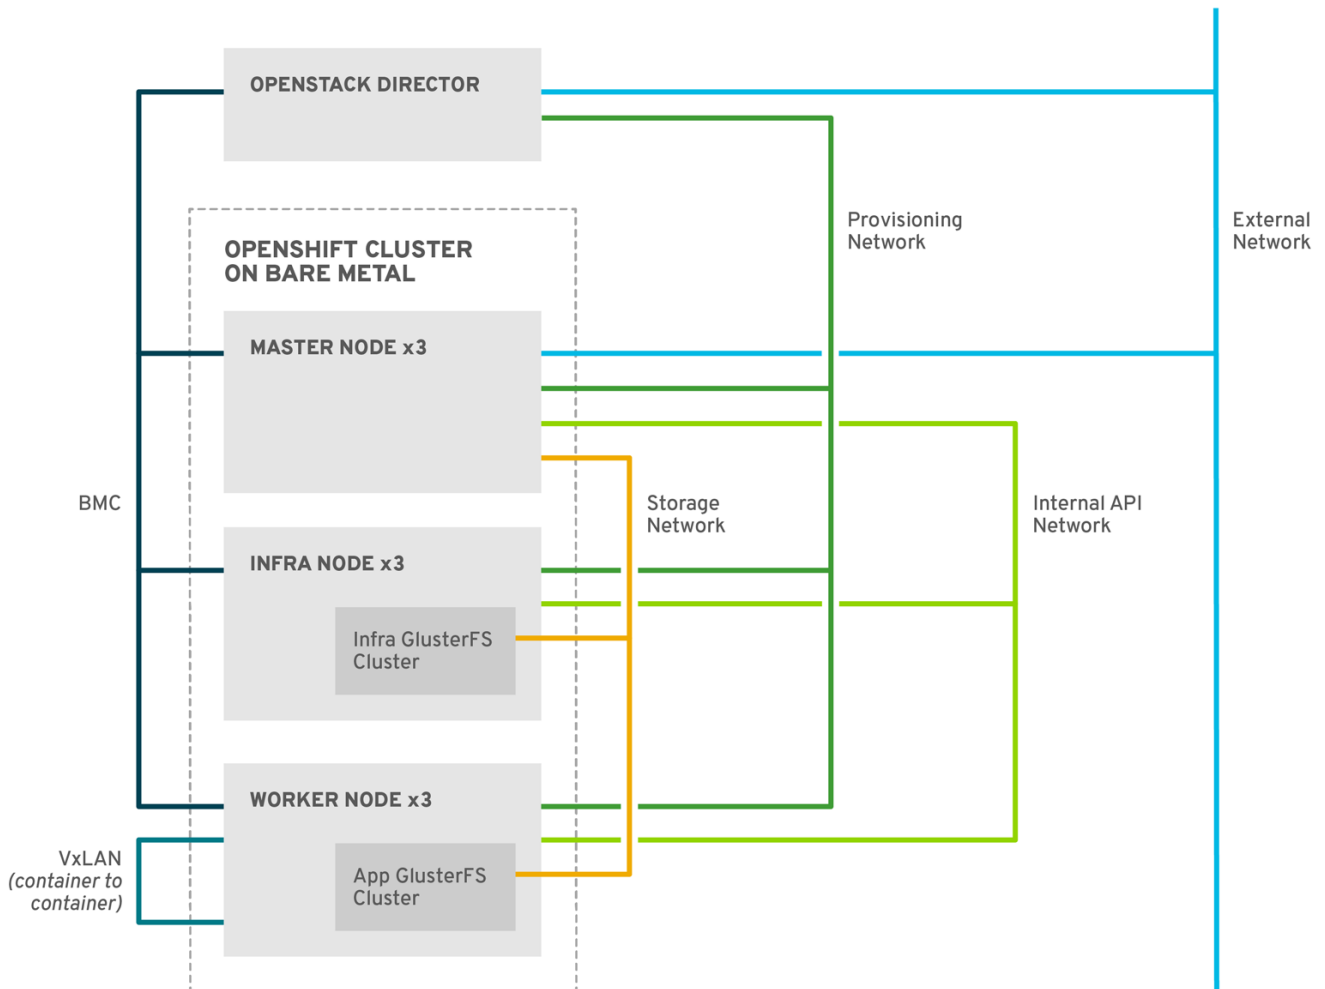 OPENSTACK DIRECTOR
Provisioning
Network
External
Network
OPENSHIFT CLUSTER
ON BARE METAL
MASTER NODE x3
BMC
Storage
Network
Internal API
Network
INFRA NODE x3
Infra GlusterFS
Cluster
WORKER NODE x3
VxLAN
(container to
container)
App GlusterFS
Cluster